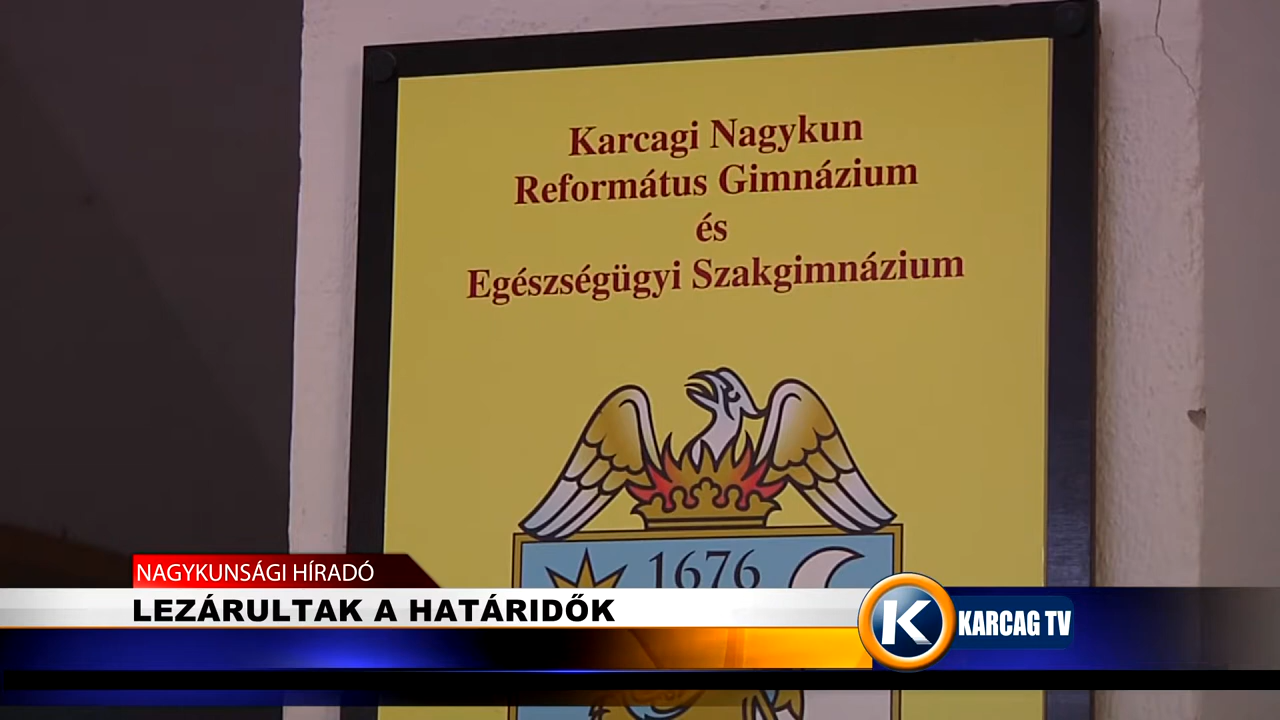 Karcagi Nagykun
Református Gimnázium
és
Egészségügyi Szakgimnázium
1676
NAGYKUNSÁGI HÍRADÓ
LEZÁRULTAK A HATÁRIDŐK
K KARCAG TV